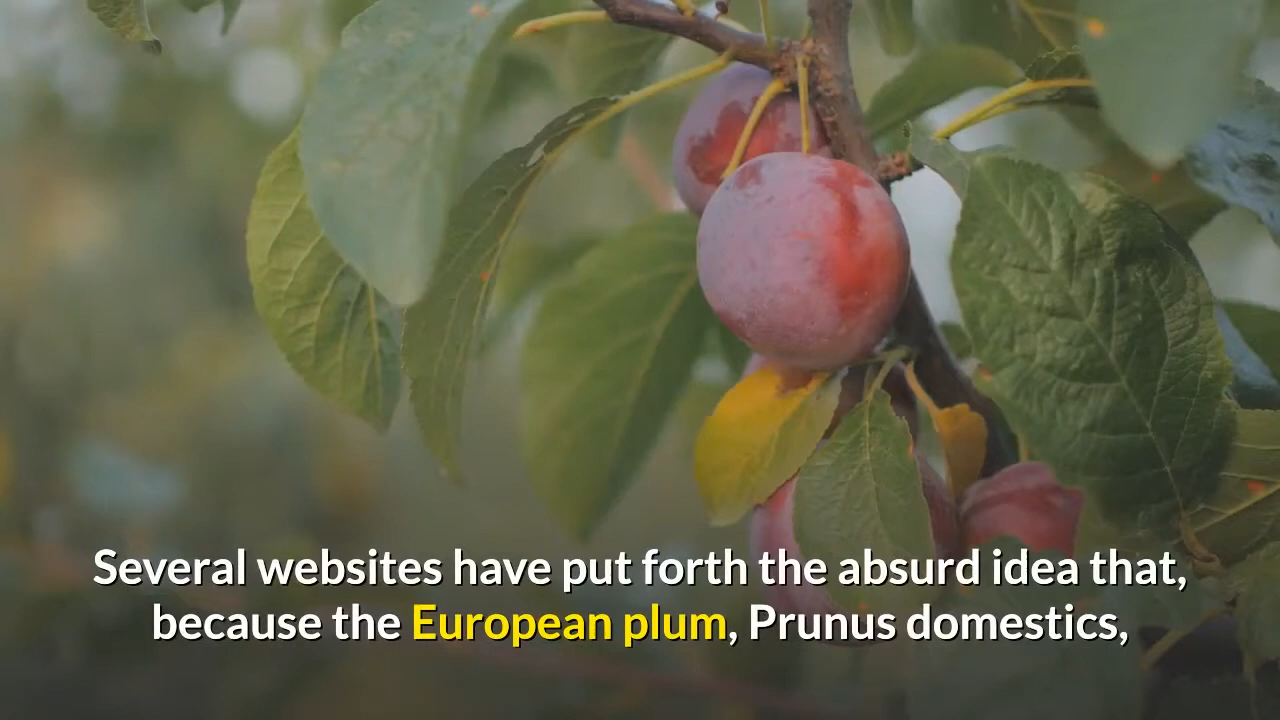 Several websites have put forth the absurd idea that,
because the European plum, Prunus domestics,